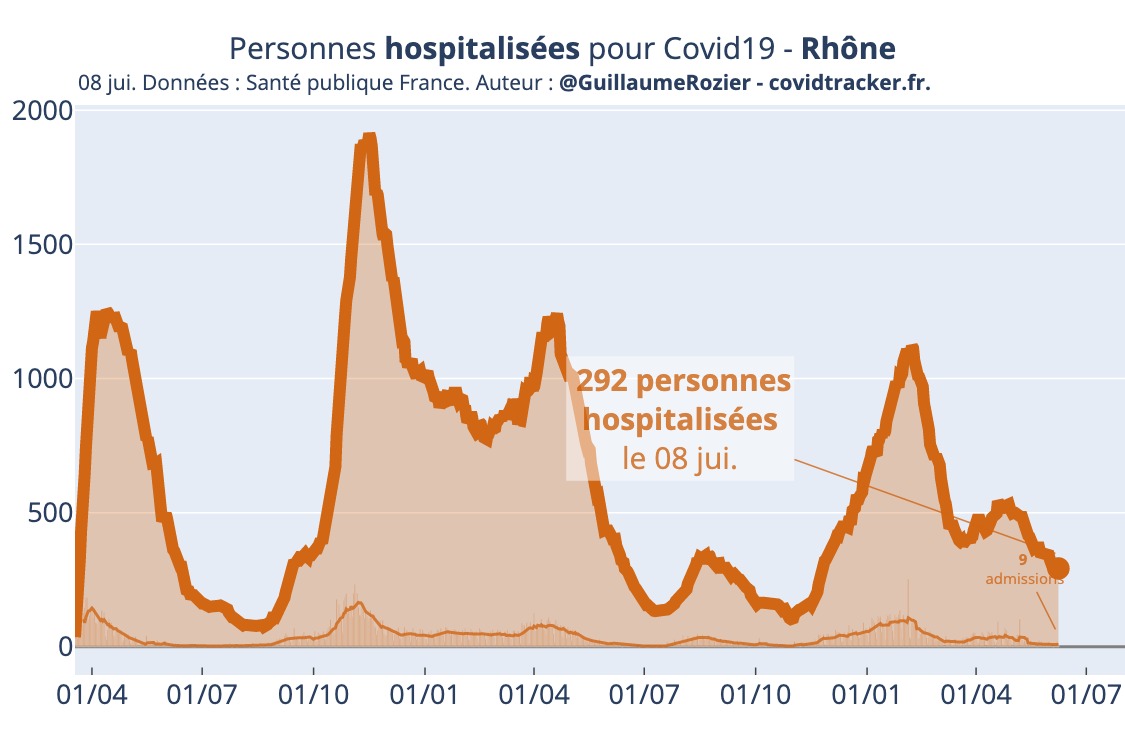 Personnes hospitalisées pour Covid19 - Rhône
08 jui. Données : Santé publique France. Auteur : @GuillaumeRozier - covidtracker.fr.
2000
1500
1000
500
0
292 personnes
hospitalisées
le 08 jui.
9
admissions
01/04 01/07 01/10 01/01 01/04 01/07 01/10 01/01 01/04 01/07